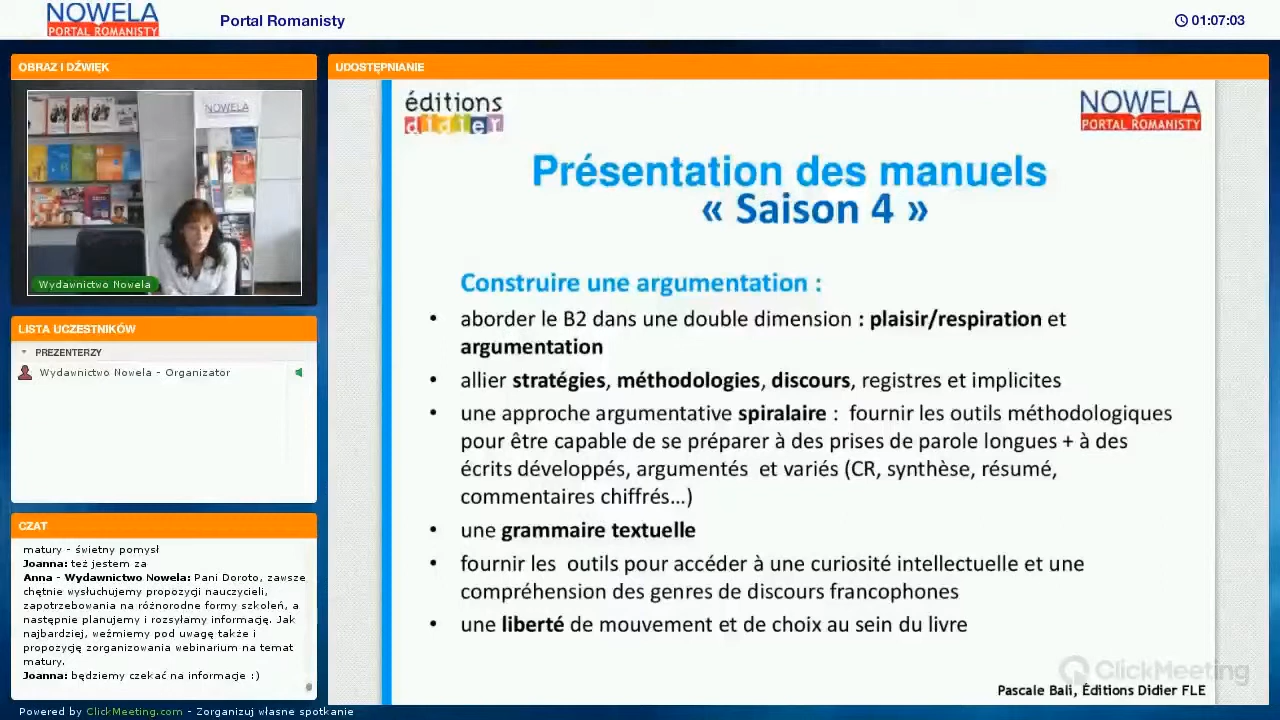 NOWELA
PORTAL ROMANISTY
Portal Romanisty
01:07:03
OBRAZ I DŹWIĘK
NOWELA
Wydawnictwo Nowela
LISTA UCZESTNIKÓW
PREZENTERZY
Wydawnictwo Nowela - Organizator
CZAT
matury - świetny pomysł
Joanna: też jestem za
Anna - Wydawnictwo Nowela: Pani Doroto, zawsze
chętnie wysłuchujemy propozycji nauczycieli,
zapotrzebowania na różnorodne formy szkoleń, a
następnie planujemy i rozsyłamy informację. Jak
najbardziej, weźmiemy pod uwagę także i
propozycję zorganizowania webinarium na temat
matury.
Joanna: będziemy czekać na informacje :)
UDOSTĘPNIANIE
éditions
didier
NOWELA
PORTAL ROMANISTY
Présentation des manuels
« Saison 4 »
Construire une argumentation :
• aborder le B2 dans une double dimension : plaisir/respiration et
argumentation
• allier stratégies, méthodologies, discours, registres et implicites
• une approche argumentative spiralaire : fournir les outils méthodologiques
pour être capable de se préparer à des prises de parole longues + à des
écrits développés, argumentés et variés (CR, synthèse, résumé,
commentaires chiffrés...)
• une grammaire textuelle
• fournir les outils pour accéder à une curiosité intellectuelle et une
compréhension des genres de discours francophones
• une liberté de mouvement et de choix au sein du livre
ClickMeeting
Pascale Bali, Éditions Didier FLE
Powered by ClickMeeting.com - Zorganizuj własne spotkanie